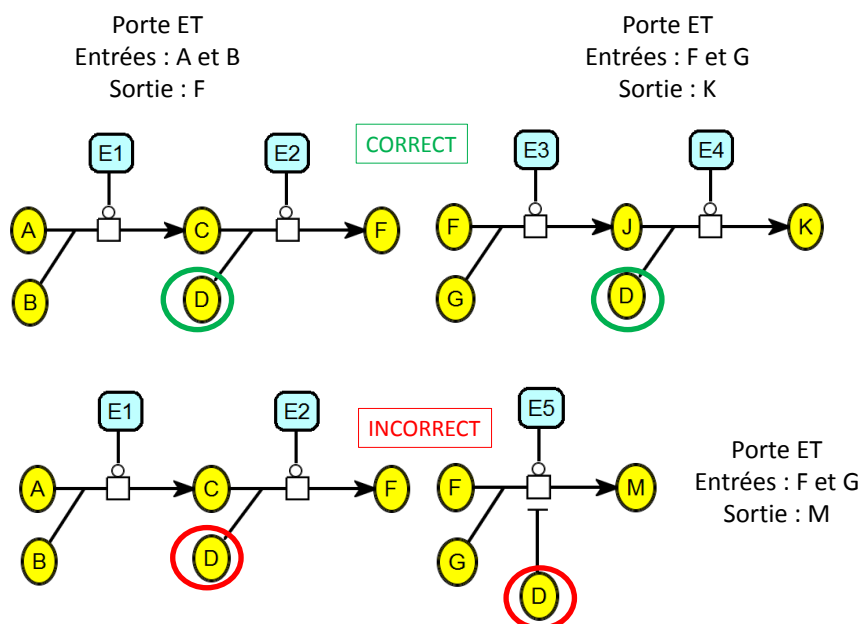 Porte ET
Entrées : A et B
Sortie : F
Porte ET
Entrées : F et G
Sortie : K
E1
E2
CORRECT
E3
E4
A
C
F
F
J
K
B
D
G
D
E1
E2
INCORRECT
E5
A
C
F
F
M
B
D
G
D
Porte ET
Entrées : F et G
Sortie : M